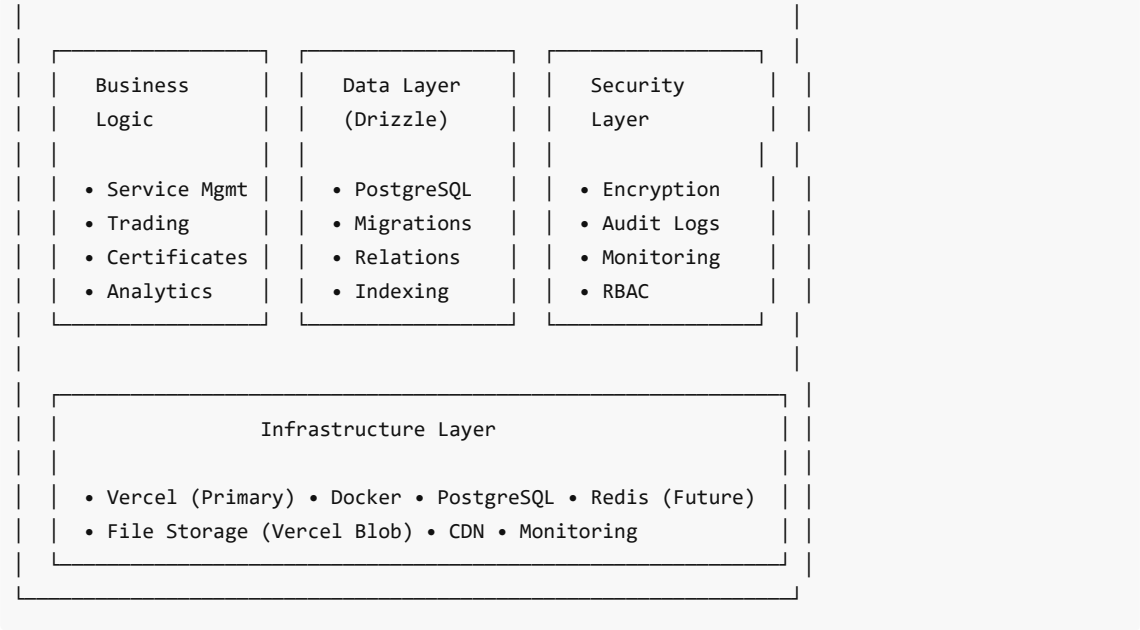 Business Data Layer Security
Logic (Drizzle) Layer
• Service Mgmt • PostgreSQL • Encryption
• Trading • Migrations • Audit Logs
• Certificates • Relations • Monitoring
• Analytics • Indexing • RBAC
Infrastructure Layer
• Vercel (Primary) • Docker • PostgreSQL • Redis (Future)
• File Storage (Vercel Blob) • CDN • Monitoring